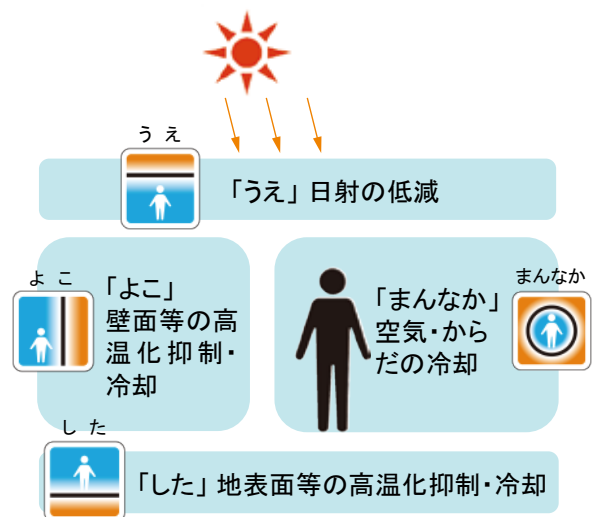 うえ
「うえ」日射の低減
よこ
「よこ」
壁面等の高
温化抑制・
冷却
まんなか
「まんなか」
空気・から
だの冷却
した
「した」地表面等の高温化抑制・冷却